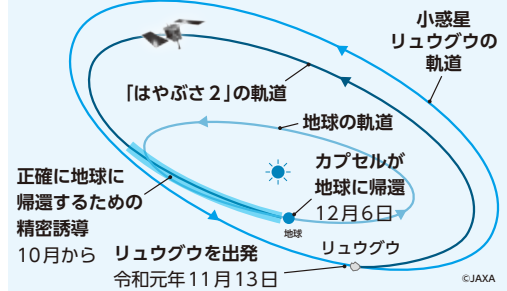 小惑星
リュウグウの
軌道
「はやぶさ2」の軌道
地球の軌道
カプセルが
地球に帰還
12月6日
正確に地球に
帰還するための
精密誘導
10月から
地球
リュウグウ
リュウグウを出発
令和元年11月13日
©JAXA